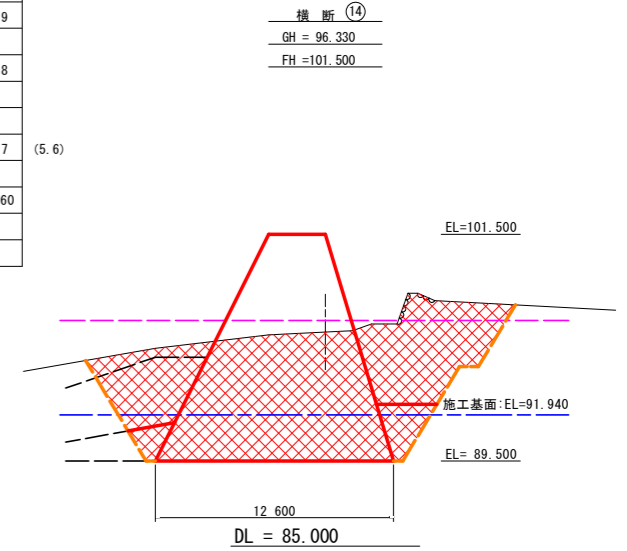 9
8
7
(5.6)
60
横 断 ⑭
GH = 96.330
FH =101.500
EL=101.500
施工基面:EL=91.940
EL= 89.500
12 600
DL = 85.000